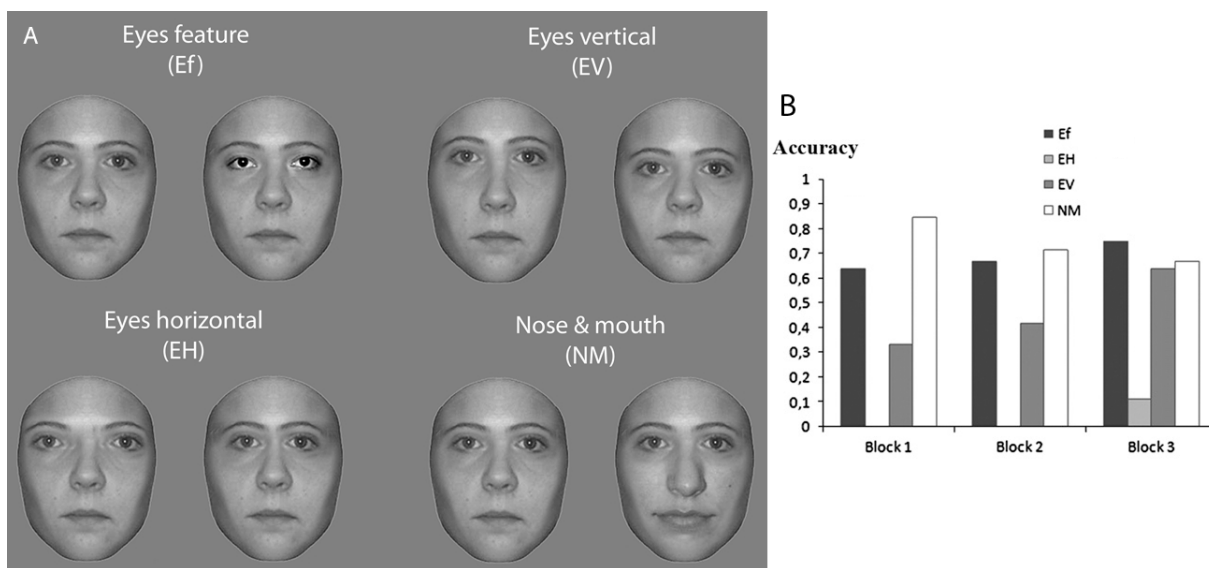 A
Eyes feature
(Ef)
Eyes vertical
(EV)
Eyes horizontal
(EH)
Nose & mouth
(NM)
B
Accuracy
Ef
EH
EV
NM
1
0,9
0,8
0,7
0,6
0,5
0,4
0,3
0,2
0,1
0
Block 1
Block 2
Block 3